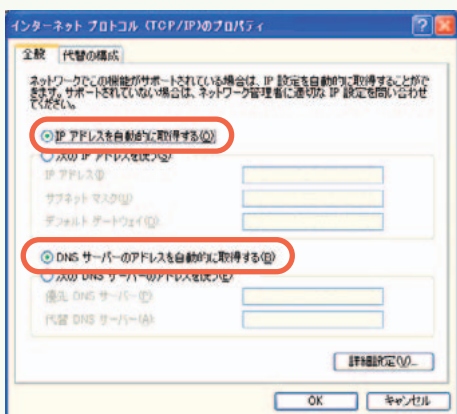 インターネット プロトコル (TCP/IP)のプロパティ
全般 代替の構成
ネットワークでこの機能がサポートされている場合は、IP 設定を自動的に取得することがで
きます。サポートされていない場合は、ネットワーク管理者に適切な IP 設定を問い合わせ
てください。
IP アドレスを自動的に取得する(O)
次の IP アドレスを使う(S)
IP アドレス(I):
サブネット マスク(U):
デフォルト ゲートウェイ(D):
DNS サーバーのアドレスを自動的に取得する(B)
次の DNS サーバーのアドレスを使う(E):
優先 DNS サーバー(P):
代替 DNS サーバー(A):
詳細設定(V)...
OK キャンセル